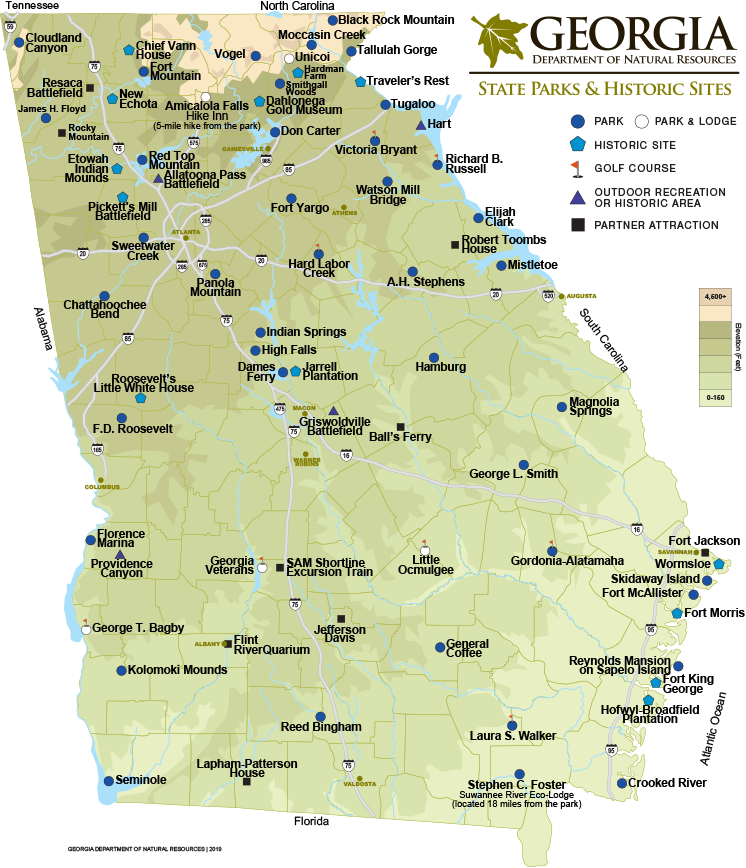 Tennessee
North Carolina
GEORGIA
DEPARTMENT OF NATURAL RESOURCES
STATE PARKS & HISTORIC SITES
PARK
PARK & LODGE
HISTORIC SITE
GOLF COURSE
OUTDOOR RECREATION
OR HISTORIC AREA
PARTNER ATTRACTION
59
Cloudland
Canyon
75
Chief Vann
House
Fort
Mountain
Vogel
Black Rock Mountain
Moccasin Creek
Unicoi
Tallulah Gorge
Hardman
Farm
Smithgall
Woods
Traveler's Rest
Resaca
Battlefield
New
Echota
Amicalola Falls
Hike Inn
(5-mile hike from the park)
Dahlonega
Gold Museum
Tugaloo
James H. Floyd
Rocky
Mountain
Don Carter
Hart
75
575
GAINESVILLE
985
85
Victoria Bryant
Richard B.
Russell
Etowah
Indian
Mounds
Red Top
Mountain
Allatoona Pass
Battlefield
Watson Mill
Bridge
Pickett's Mill
Battlefield
Fort Yargo
ATHENS
Elijah
Clark
285
ATLANTA
Sweetwater
Creek
Robert Toombs
House
20
285
675
20
Hard Labor
Creek
Mistletoe
Panola
Mountain
A.H. Stephens
20
520
AUGUSTA
Chattahoochee
Bend
Alabama
South Carolina
4,600+
Elevation (Feet)
0-160
75
85
Indian Springs
High Falls
Dames
Ferry
Jarrell
Plantation
Hamburg
Roosevelt's
Little White House
F.D. Roosevelt
475
MACON
Griswoldville
Battlefield
Magnolia
Springs
75
Ball's Ferry
185
WARNER
ROBINS
16
George L. Smith
COLUMBUS
16
Florence
Marina
Providence
Canyon
Georgia
Veterans
SAM Shortline
Excursion Train
Little
Ocmulgee
Gordonia-Alatamaha
Fort Jackson
SAVANNAH
Wormsloe
Skidaway Island
Fort McAllister
Fort Morris
75
George T. Bagby
Jefferson
Davis
95
ALBANY
Flint
RiverQuarium
General
Coffee
Kolomoki Mounds
Reynolds Mansion
on Sapelo Island
Fort King
George
Hofwyl-Broadfield
Plantation
Atlantic Ocean
Reed Bingham
Laura S. Walker
95
75
Lapham-Patterson
House
VALDOSTA
Seminole
Stephen C. Foster
Suwannee River Eco-Lodge
(located 18 miles from the park)
Crooked River
Florida
GEORGIA DEPARTMENT OF NATURAL RESOURCES | 2019